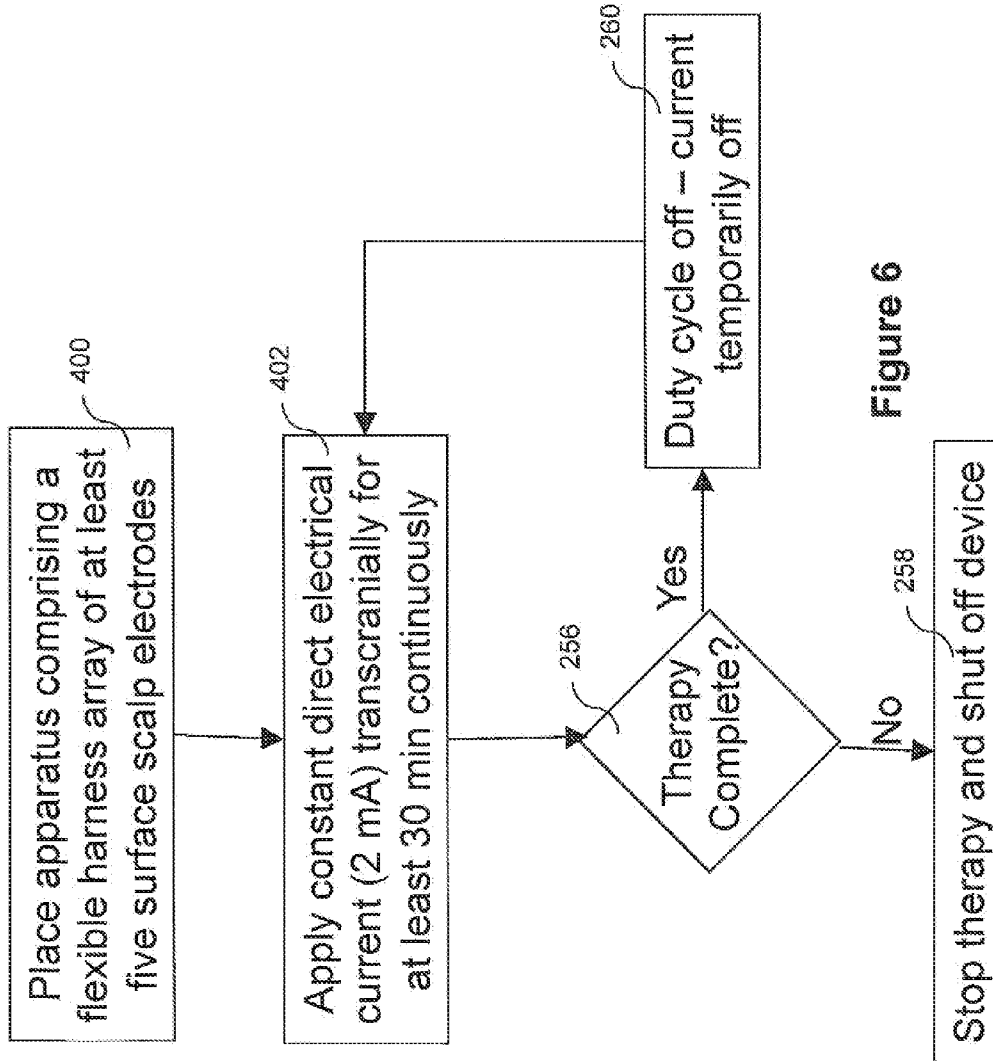 Place apparatus comprising a
flexible harness array of at least
five surface scalp electrodes
400
Apply constant direct electrical
current (2 mA) transcranially for
at least 30 min continuously
402
Therapy
Complete?
256
Yes
Duty cycle off – current
temporarily off
260
No
Stop therapy and shut off device
258
Figure 6